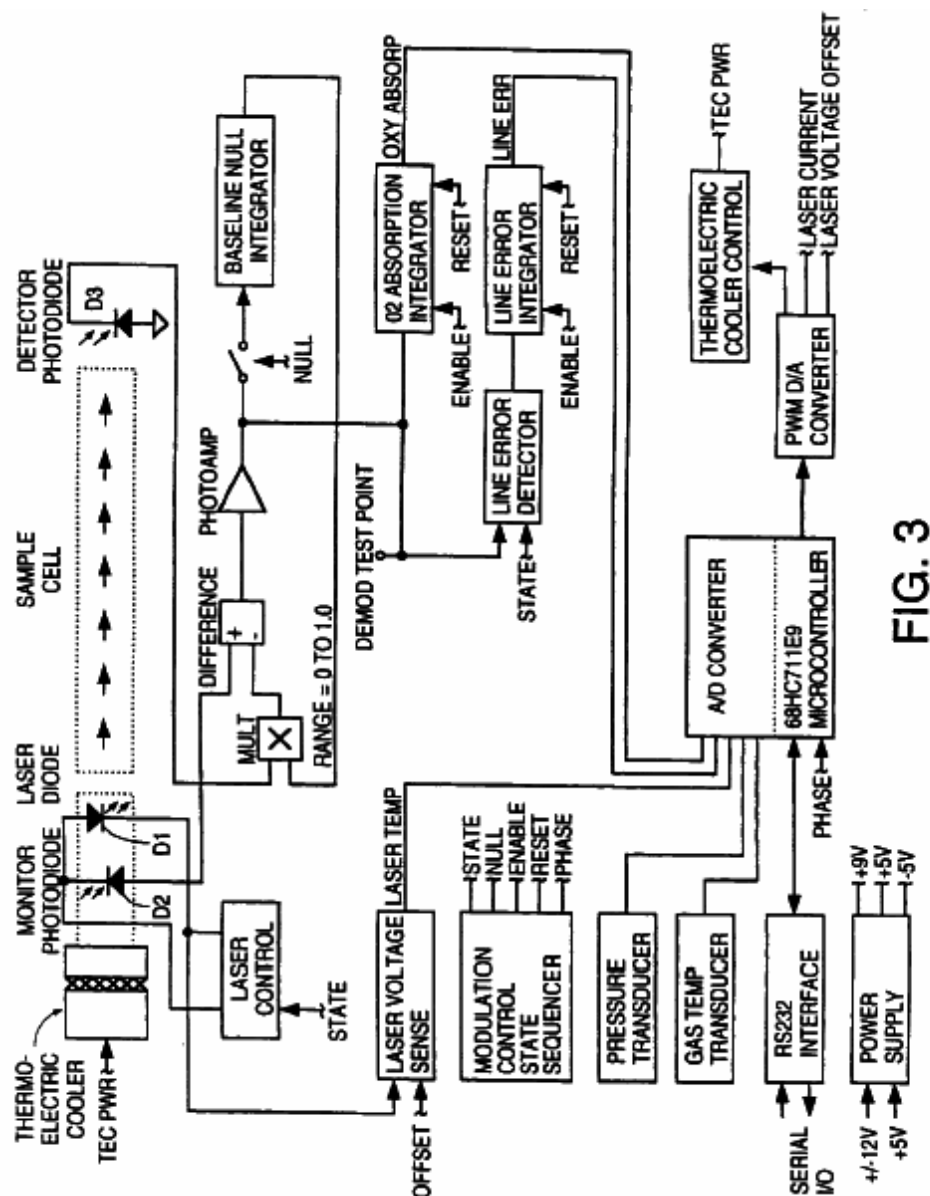 THERMO-
ELECTRIC
COOLER
TEC PWR
MONITOR
PHOTODIODE
LASER
DIODE
SAMPLE
CELL
DETECTOR
PHOTODIODE
D1
D2
D3
LASER
CONTROL
STATE
MULT
X
DIFFERENCE
+
-
PHOTOAMP
NULL
BASELINE NULL
INTEGRATOR
RANGE = 0 TO 1.0
DEMOD TEST POINT
02 ABSORPTION
INTEGRATOR
OXY ABSORP
ENABLE
RESET
LINE ERROR
DETECTOR
STATE
LINE ERROR
INTEGRATOR
LINE ERR
ENABLE
RESET
LASER VOLTAGE
SENSE
OFFSET
LASER TEMP
MODULATION
CONTROL
STATE
SEQUENCER
STATE
NULL
ENABLE
RESET
PHASE
PRESSURE
TRANSDUCER
GAS TEMP
TRANSDUCER
RS232
INTERFACE
SERIAL
I/O
POWER
SUPPLY
+/-12V
+5V
+9V
+5V
-5V
A/D CONVERTER
68HC711E9
MICROCONTROLLER
PHASE
PWM D/A
CONVERTER
THERMOELECTRIC
COOLER CONTROL
TEC PWR
LASER CURRENT
LASER VOLTAGE OFFSET
FIG. 3